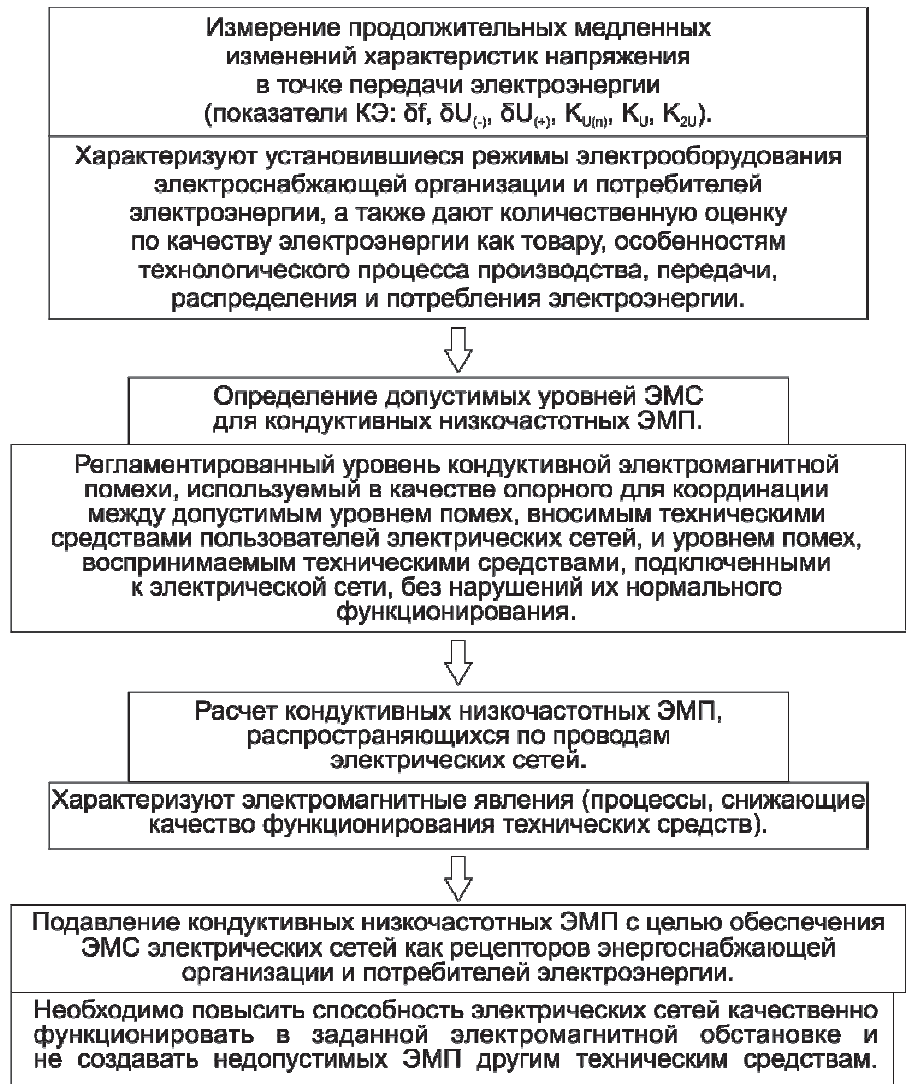 Измерение продолжительных медленных
изменений характеристик напряжения
в точке передачи электроэнергии
(показатели КЭ: δf, δU(-), δU(+), KU(n), KU, K2U).
Характеризуют установившиеся режимы электрооборудования
электроснабжающей организации и потребителей
электроэнергии, а также дают количественную оценку
по качеству электроэнергии как товару, особенностям
технологического процесса производства, передачи,
распределения и потребления электроэнергии.
Определение допустимых уровней ЭМС
для кондуктивных низкочастотных ЭМП.
Регламентированный уровень кондуктивной электромагнитной
помехи, используемый в качестве опорного для координации
между допустимым уровнем помех, вносимым техническими
средствами пользователей электрических сетей, и уровнем помех,
воспринимаемым техническими средствами, подключенными
к электрической сети, без нарушений их нормального
функционирования.
Расчет кондуктивных низкочастотных ЭМП,
распространяющихся по проводам
электрических сетей.
Характеризуют электромагнитные явления (процессы, снижающие
качество функционирования технических средств).
Подавление кондуктивных низкочастотных ЭМП с целью обеспечения
ЭМС электрических сетей как рецепторов энергоснабжающей
организации и потребителей электроэнергии.
Необходимо повысить способность электрических сетей качественно
функционировать в заданной электромагнитной обстановке и
не создавать недопустимых ЭМП другим техническим средствам.